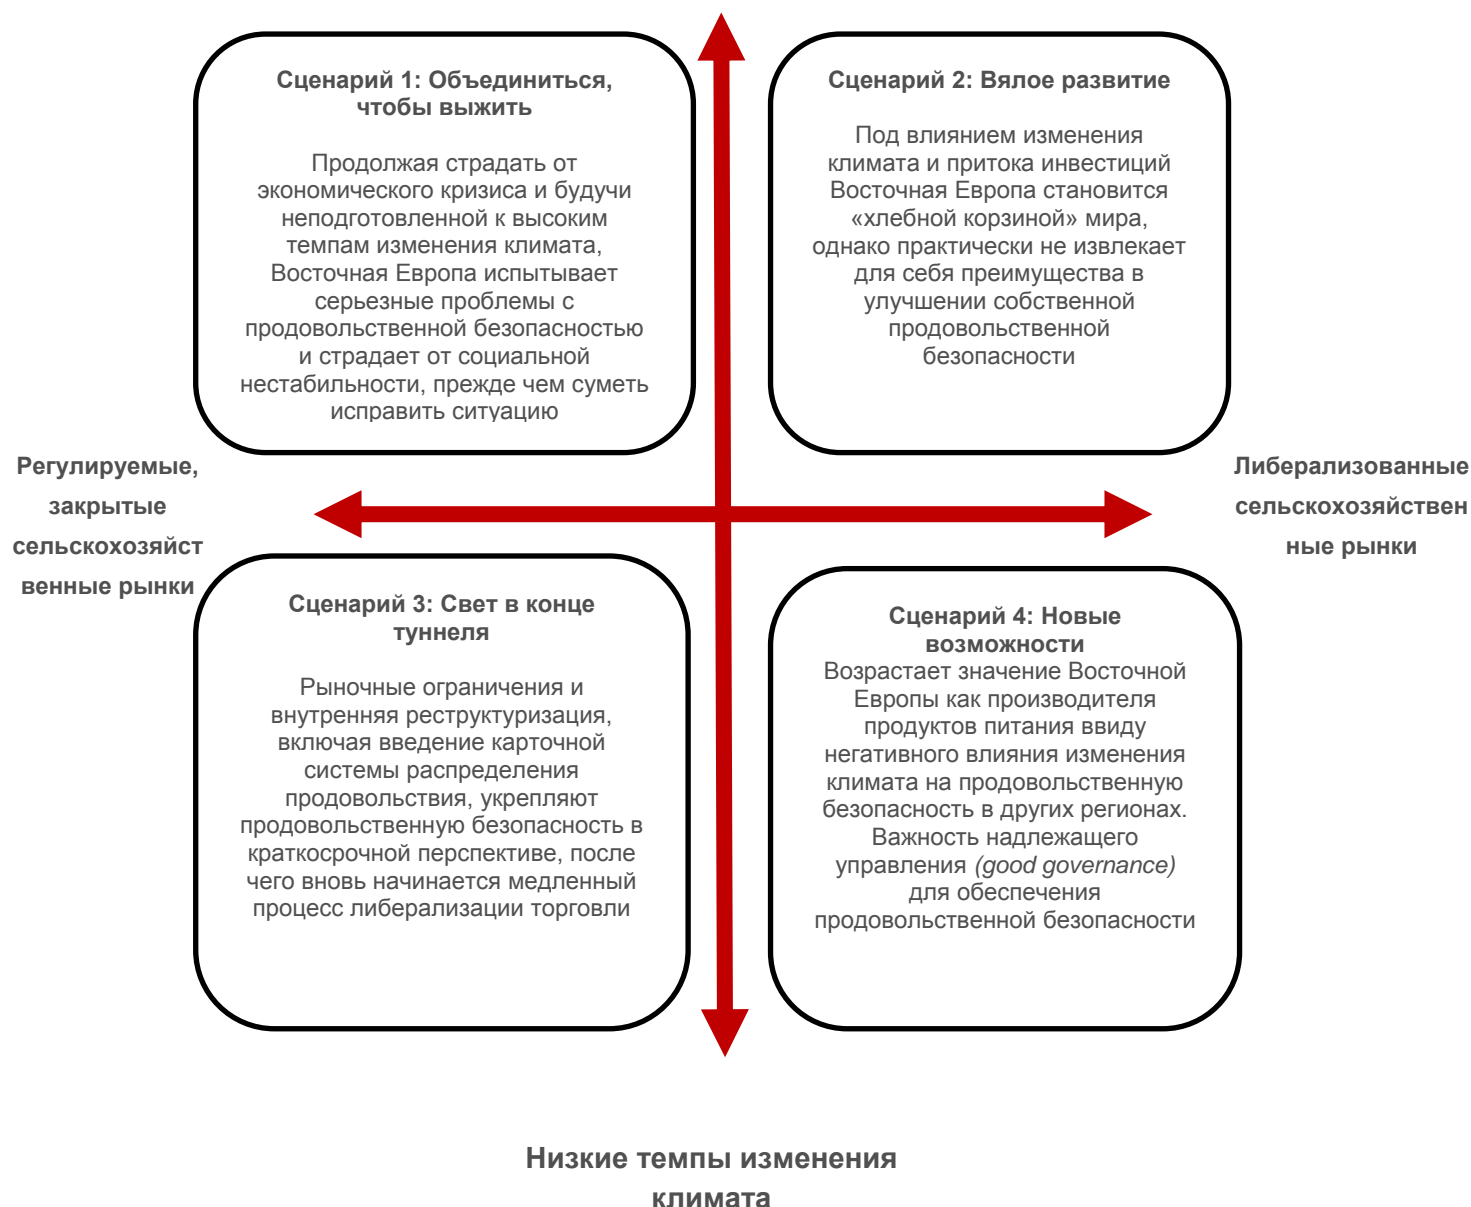 Сценарий 1: Объединиться,
чтобы выжить
Продолжая страдать от
экономического кризиса и будучи
неподготовленной к высоким
темпам изменения климата,
Восточная Европа испытывает
серьезные проблемы с
продовольственной безопасностью
и страдает от социальной
нестабильности, прежде чем суметь
исправить ситуацию
Сценарий 2: Вялое развитие
Под влиянием изменения
климата и притока инвестиций
Восточная Европа становится
«хлебной корзиной» мира,
однако практически не извлекает
для себя преимущества в
улучшении собственной
продовольственной
безопасности
Регулируемые,
закрытые
сельскохозяйст
венные рынки
Либерализованные
сельскохозяйствен
ные рынки
Сценарий 3: Свет в конце
туннеля
Рыночные ограничения и
внутренняя реструктуризация,
включая введение карточной
системы распределения
продовольствия, укрепляют
продовольственную безопасность в
краткосрочной перспективе, после
чего вновь начинается медленный
процесс либерализации торговли
Сценарий 4: Новые
возможности
Возрастает значение Восточной
Европы как производителя
продуктов питания ввиду
негативного влияния изменения
климата на продовольственную
безопасность в других регионах.
Важность надлежащего
управления (good governance)
для обеспечения
продовольственной безопасности
Низкие темпы изменения
климата